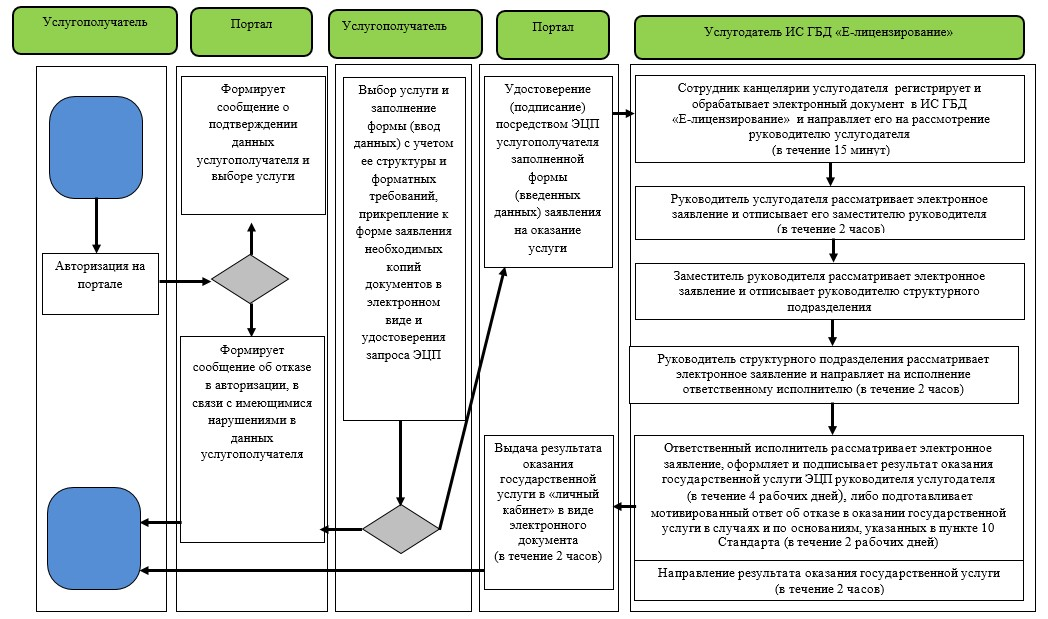 Услугополучатель
Портал
Услугополучатель
Портал
Услугодатель ИС ГБД «Е-лицензирование»
Авторизация на
портале
Формирует
сообщение о
подтверждении
данных
услугополучателя и
выборе услуги
Формирует
сообщение об отказе
в авторизации, в
связи с имеющимися
нарушениями в
данных
услугополучателя
Выбор услуги и
заполнение
формы (ввод
данных) с учетом
ее структуры и
форматных
требований,
прикрепление к
форме заявления
необходимых
копий
документов в
электронном
виде и
удостоверения
запроса ЭЦП
Удостоверение
(подписание)
посредством ЭЦП
услугополучателя
заполненной
формы
(введенных
данных) заявления
на оказание
услуги
Выдача результата
оказания
государственной
услуги в «личный
кабинет» в виде
электронного
документа
(в течение 2 часов)
Сотрудник канцелярии услугодателя регистрирует и
обрабатывает электронный документ в ИС ГБД
«Е-лицензирование» и направляет его на рассмотрение
руководителю услугодателя
(в течение 15 минут)
Руководитель услугодателя рассматривает электронное
заявление и отписывает его заместителю руководителя
(в течение 2 часов)
Заместитель руководителя рассматривает электронное
заявление и отписывает руководителю структурного
подразделения
Руководитель структурного подразделения рассматривает
электронное заявление и направляет на исполнение
ответственному исполнителю (в течение 2 часов)
Ответственный исполнитель рассматривает электронное
заявление, оформляет и подписывает результат оказания
государственной услуги ЭЦП руководителя услугодателя
(в течение 4 рабочих дней), либо подготавливает
мотивированный ответ об отказе в оказании государственной
услуги в случаях и по основаниям, указанных в пункте 10
Стандарта (в течение 2 рабочих дней)
Направление результата оказания государственной услуги
(в течение 2 часов)